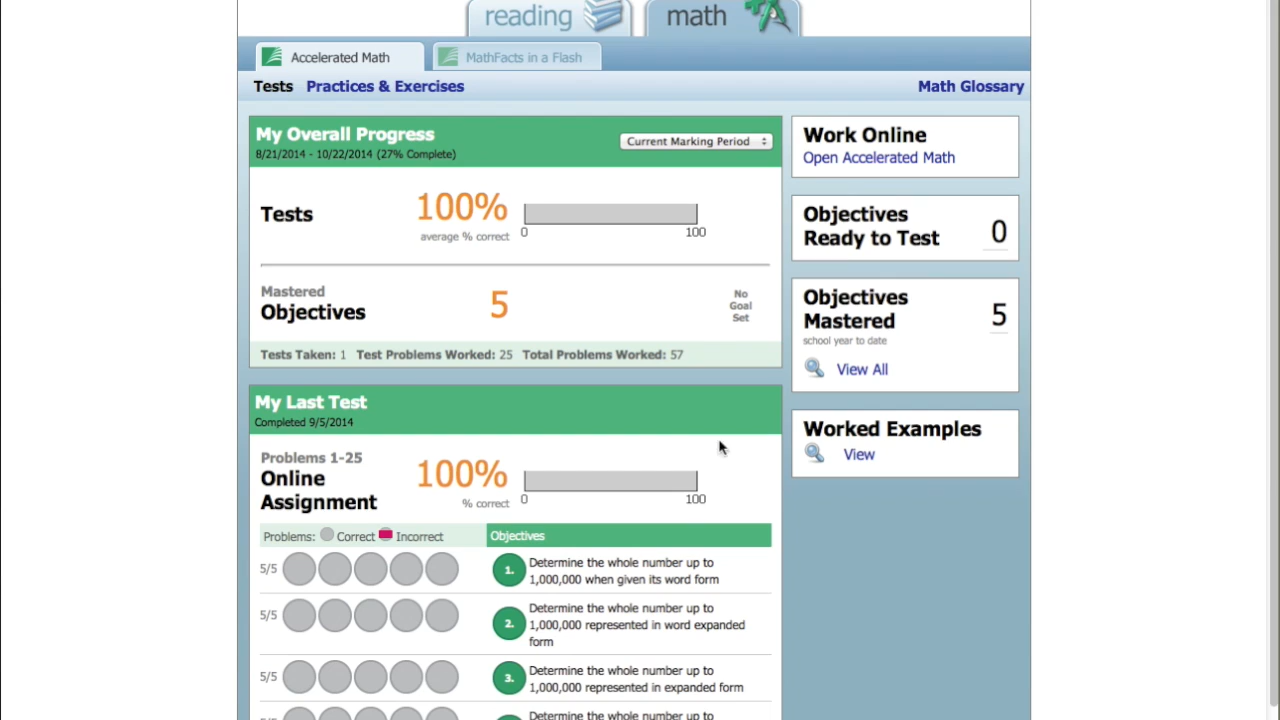 reading
math
Accelerated Math
MathFacts in a Flash
Tests
Practices & Exercises
Math Glossary
My Overall Progress
8/21/2014 - 10/22/2014 (27% Complete)
Current Marking Period
Tests
100%
average % correct
0
100
Mastered
Objectives
5
No
Goal
Set
Tests Taken: 1 Test Problems Worked: 25 Total Problems Worked: 57
My Last Test
Completed 9/5/2014
Problems 1-25
Online
Assignment
100%
% correct
0
100
Problems: Correct Incorrect
Objectives
5/5
1.
Determine the whole number up to
1,000,000 when given its word form
5/5
2.
Determine the whole number up to
1,000,000 represented in word expanded
form
5/5
3.
Determine the whole number up to
1,000,000 represented in expanded form
Determine the whole number up to
Work Online
Open Accelerated Math
Objectives
Ready to Test
0
Objectives
Mastered
5
school year to date
View All
Worked Examples
View